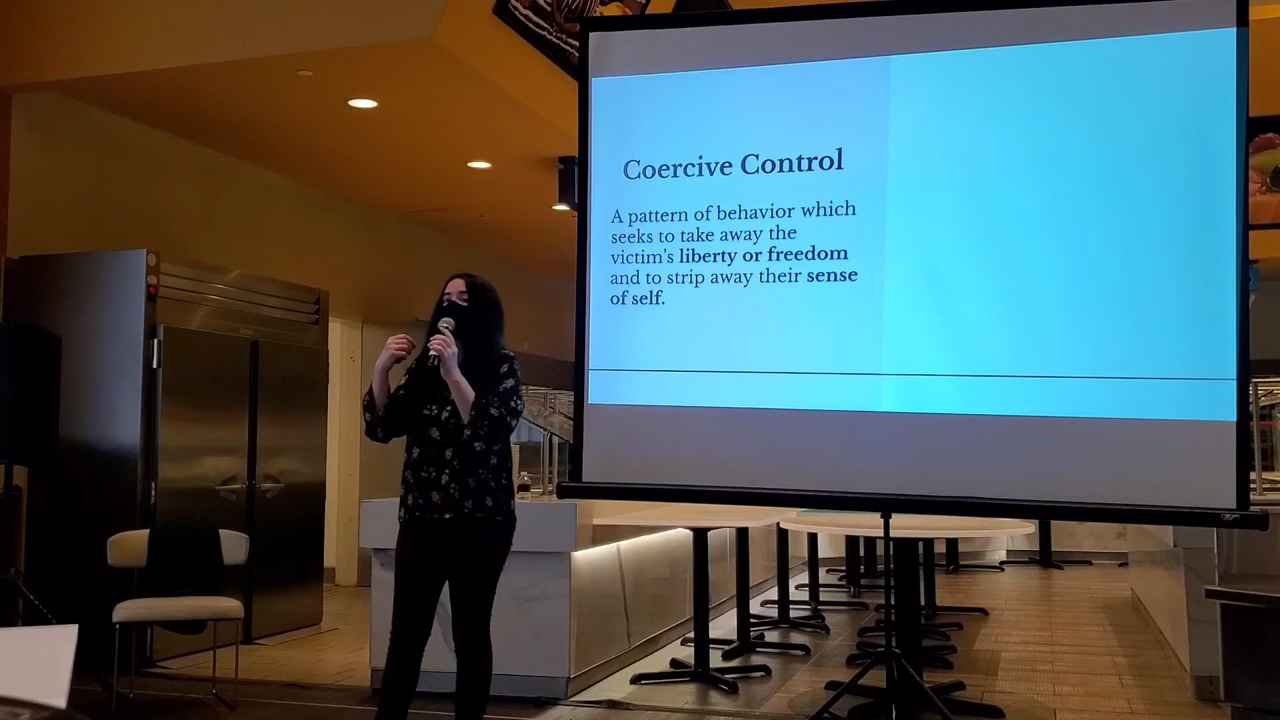 Coercive Control
A pattern of behavior which
seeks to take away the
victim's liberty or freedom
and to strip away their sense
of self.